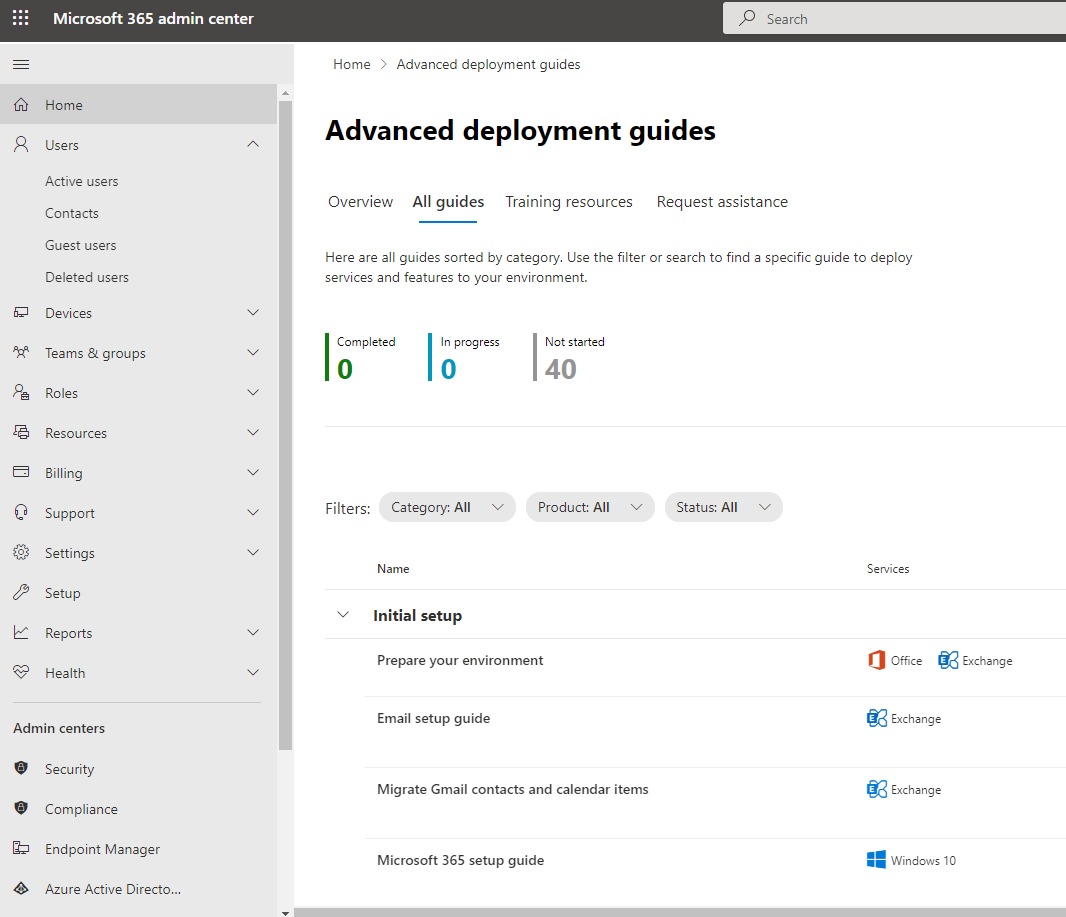 Microsoft 365 admin center
Search
Home
Users
Active users
Contacts
Guest users
Deleted users
Devices
Teams & groups
Roles
Resources
Billing
Support
Settings
Setup
Reports
Health
Admin centers
Security
Compliance
Endpoint Manager
Azure Active Directo...
Home > Advanced deployment guides
Advanced deployment guides
Overview All guides Training resources Request assistance
Here are all guides sorted by category. Use the filter or search to find a specific guide to deploy
services and features to your environment.
Completed In progress Not started
0 0 40
Filters: Category: All Product: All Status: All
Name Services
Initial setup
Prepare your environment Office Exchange
Email setup guide Exchange
Migrate Gmail contacts and calendar items Exchange
Microsoft 365 setup guide Windows 10